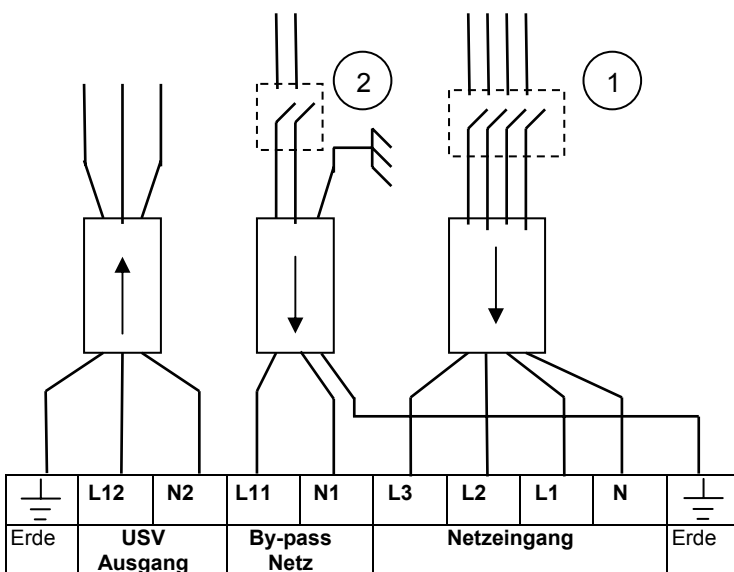 2
1
L12 N2 L11 N1 L3 L2 L1 N
Erde USV By-pass Netzeingang Erde
Ausgang Netz